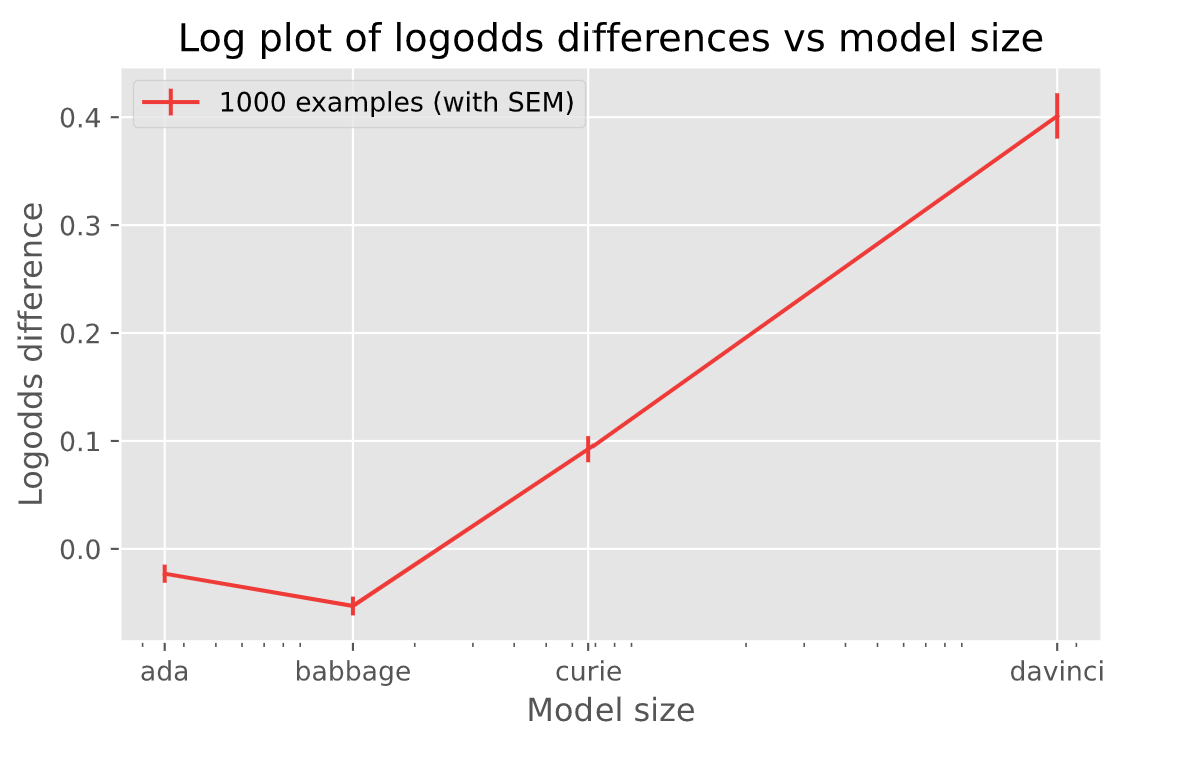 Log plot of logodds differences vs model size
1000 examples (with SEM)
Logodds difference
0.4
0.3
0.2
0.1
0.0
ada babbage curie davinci
Model size